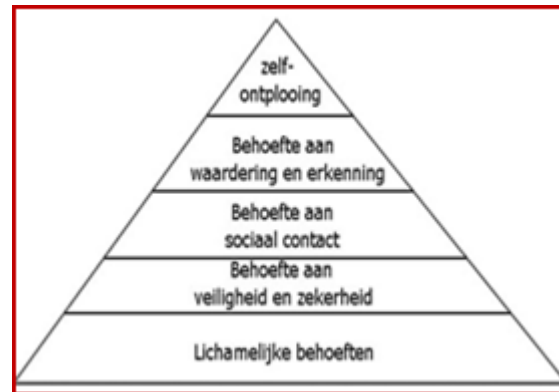 zelf-
ontplooing
Behoefte aan
waardering en erkenning
Behoefte aan
sociaal contact
Behoefte aan
veiligheid en zekerheid
Lichamelijke behoeften